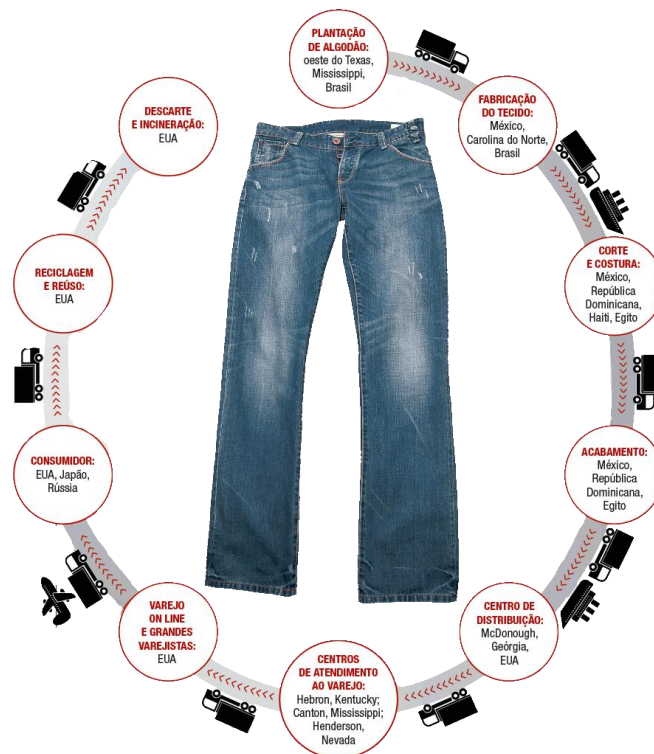 PLANTAÇÃO
DE ALGODÃO:
oeste do Texas,
Mississippi,
Brasil
FABRICAÇÃO
DO TECIDO:
México,
Carolina do Norte,
Brasil
CORTE
E COSTURA:
México,
República
Dominicana,
Haiti, Egito
ACABAMENTO:
México,
República
Dominicana,
Egito
CENTRO DE
DISTRIBUIÇÃO:
McDonough,
Geórgia,
EUA
CENTROS
DE ATENDIMENTO
AO VAREJO:
Hebron, Kentucky;
Canton, Mississippi;
Henderson,
Nevada
VAREJO
ON LINE
E GRANDES
VAREJISTAS:
EUA
CONSUMIDOR:
EUA, Japão,
Rússia
RECICLAGEM
E REÚSO:
EUA
DESCARTE
E INCINERAÇÃO:
EUA